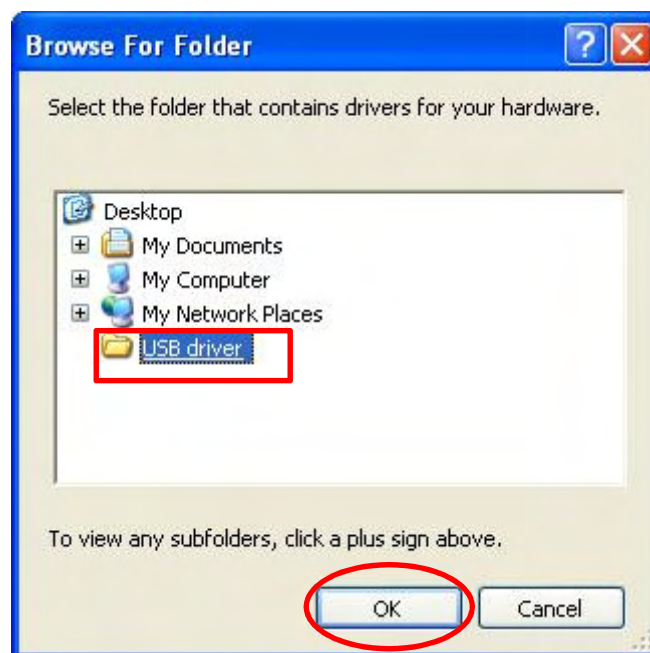 Browse For Folder
Select the folder that contains drivers for your hardware.
Desktop
My Documents
My Computer
My Network Places
USB driver
To view any subfolders, click a plus sign above.
OK Cancel